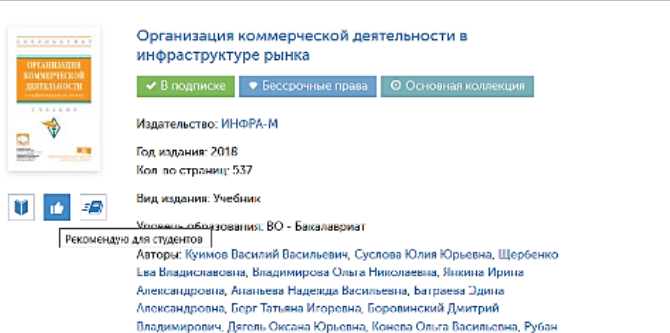 Организация коммерческой деятельности в
инфраструктуре рынка
ОРГАНИЗАЦИЯ
КОММЕРЧЕСКОЙ
ДЕЯТЕЛЬНОСТИ
УЧЕБНИК
В подписке
Бессрочные права
Основная коллекция
Издательство: ИНФРА-М
Год издания: 2018
Кол-во страниц: 537
Вид издания: Учебник
Уровень образования: ВО - Бакалавриат
Рекомендую для студентов
Авторы: Куимов Василий Васильевич, Суслова Юлия Юрьевна, Щербенко
Ева Владиславовна, Владимирова Ольга Николаевна, Янкина Ирина
Александровна, Ананьева Надежда Васильевна, Батраева Эдина
Александровна, Берг Татьяна Игоревна, Боровинский Дмитрий
Владимирович, Дягель Оксана Юрьевна, Конева Ольга Васильевна, Рубан